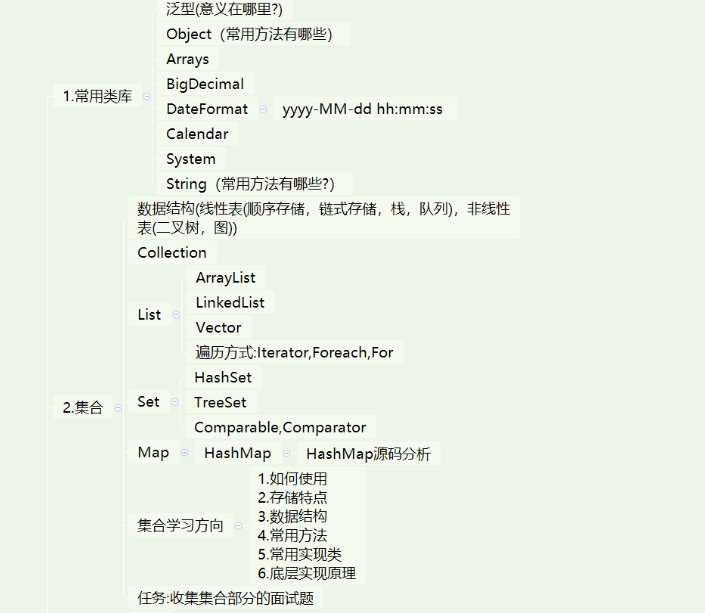 泛型(意义在哪里?)
Object（常用方法有哪些）
Arrays
1.常用类库
BigDecimal
DateFormat
yyyy-MM-dd hh:mm:ss
Calendar
System
String（常用方法有哪些?）
数据结构(线性表(顺序存储，链式存储，栈，队列)，非线性
表(二叉树，图))
Collection
List
ArrayList
LinkedList
Vector
遍历方式:Iterator,Foreach,For
2.集合
Set
HashSet
TreeSet
Comparable,Comparator
Map
HashMap
HashMap源码分析
集合学习方向
1.如何使用
2.存储特点
3.数据结构
4.常用方法
5.常用实现类
6.底层实现原理
任务:收集集合部分的面试题